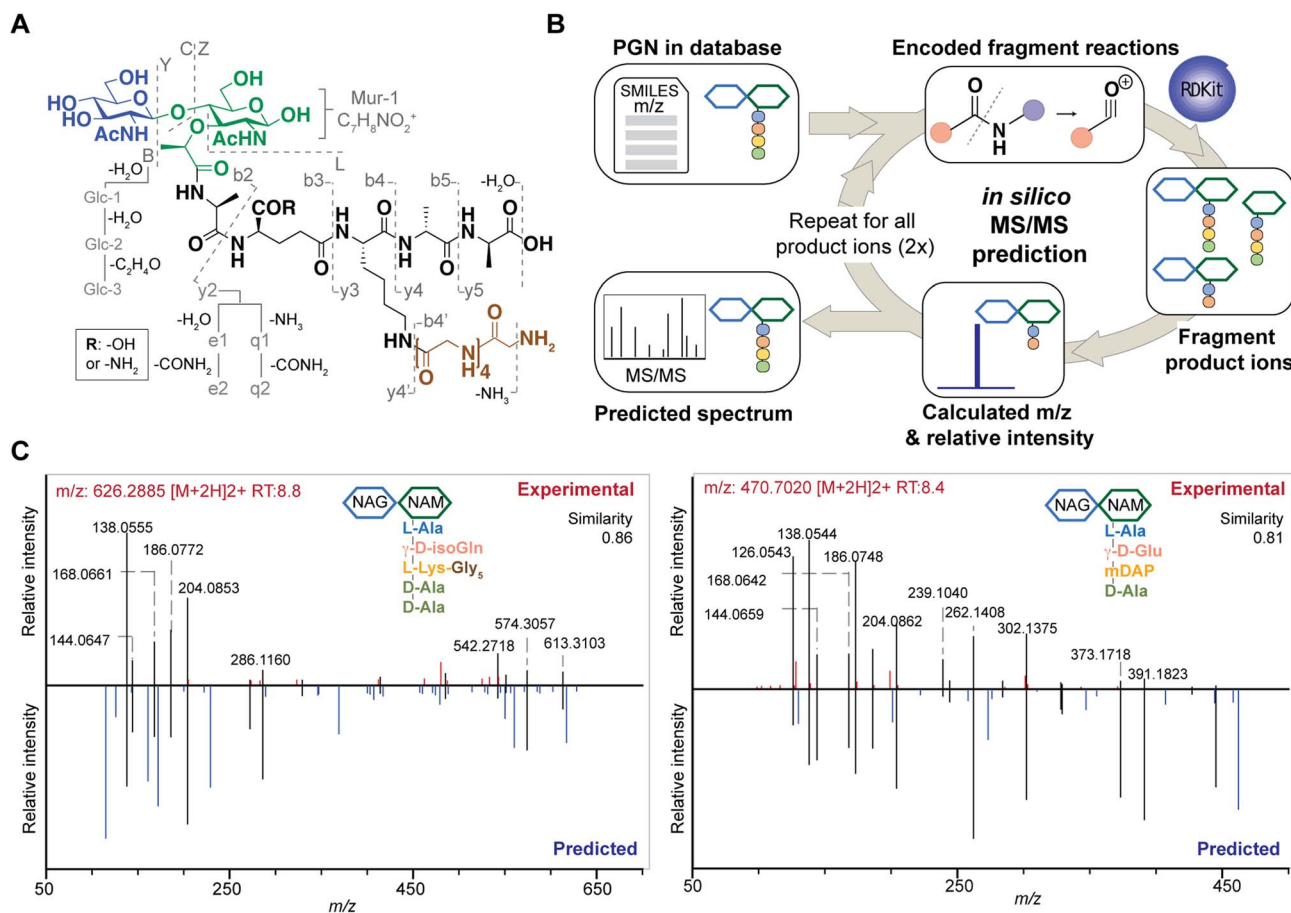 A
Y
C
Z
OH
OH
HO
HO
O
O
O
O
OH
AcNH
O
AcHN
Mur-1
C₇H₈NO₂⁺
B
L
-H₂O
O
Glc-1
-H₂O
Glc-2
-C₂H₄O
Glc-3
HN
b2
COR
b3
b4
b5
-H₂O
O
N
H
O
H
N
O
N
H
O
H
N
O
OH
y2
y3
y4
y5
-H₂O
-NH₃
e1
q1
R: -OH
or -NH₂
-CONH₂
-CONH₂
e2
q2
HN
b4'
O
O
N
H
4
NH₂
y4'
-NH₃
B
PGN in database
SMILES
m/z
Encoded fragment reactions
O
N
H
O
+
RDKit
in silico
MS/MS
prediction
Repeat for all
product ions (2x)
Fragment
product ions
MS/MS
Predicted spectrum
Calculated m/z
& relative intensity
C
m/z: 626.2885 [M+2H]2+ RT:8.8
Experimental
NAG
NAM
Similarity
0.86
L-Ala
γ-D-isoGln
L-Lys-Gly₅
D-Ala
D-Ala
138.0555
186.0772
168.0661
204.0853
144.0647
286.1160
542.2718
574.3057
613.3103
Relative intensity
Relative intensity
Predicted
50
250
450
650
m/z
m/z: 470.7020 [M+2H]2+ RT:8.4
Experimental
NAG
NAM
Similarity
0.81
L-Ala
γ-D-Glu
mDAP
D-Ala
138.0544
126.0543
186.0748
168.0642
144.0659
204.0862
239.1040
262.1408
302.1375
373.1718
391.1823
Relative intensity
Relative intensity
Predicted
50
250
450
m/z